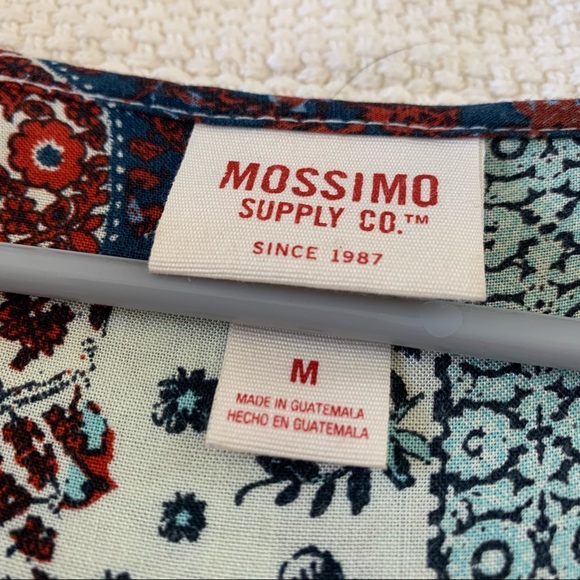 MOSSIMO
SUPPLY CO.™
SINCE 1987
M
MADE IN GUATEMALA
HECHO EN GUATEMALA